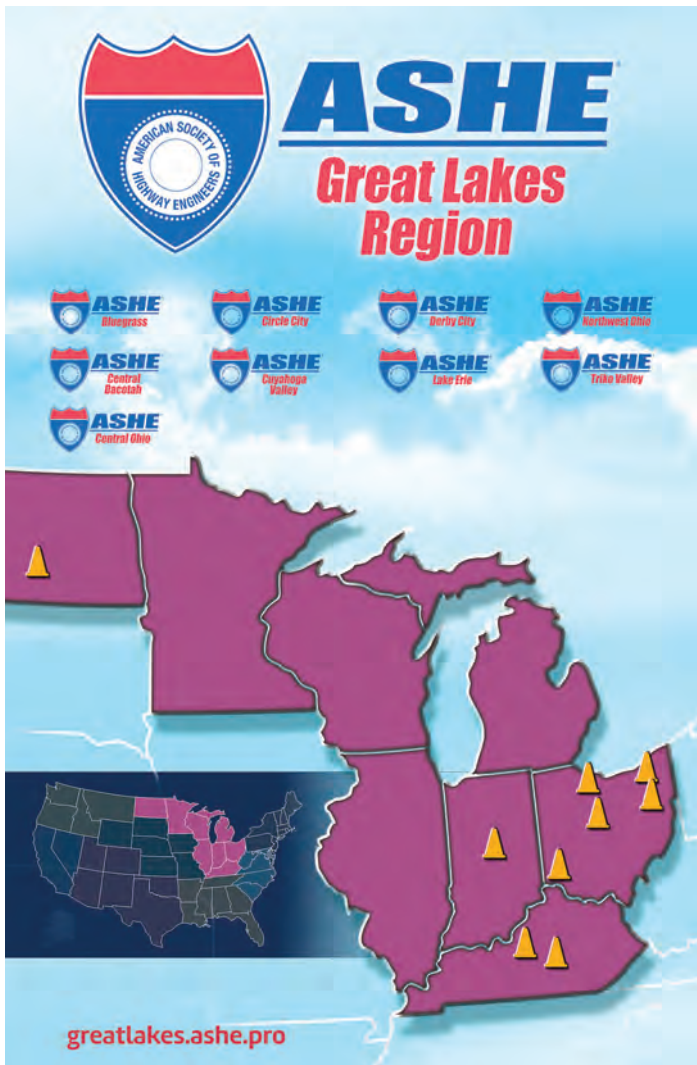 ASHE
AMERICAN SOCIETY OF
HIGHWAY ENGINEERS
Great Lakes
Region
ASHE
Bluegrass
ASHE
Circle City
ASHE
Derby City
ASHE
Northwest Ohio
ASHE
Central
Dacotah
ASHE
Cuyahoga
Valley
ASHE
Lake Erie
ASHE
Triko Valley
ASHE
Central Ohio
greatlakes.ashe.pro